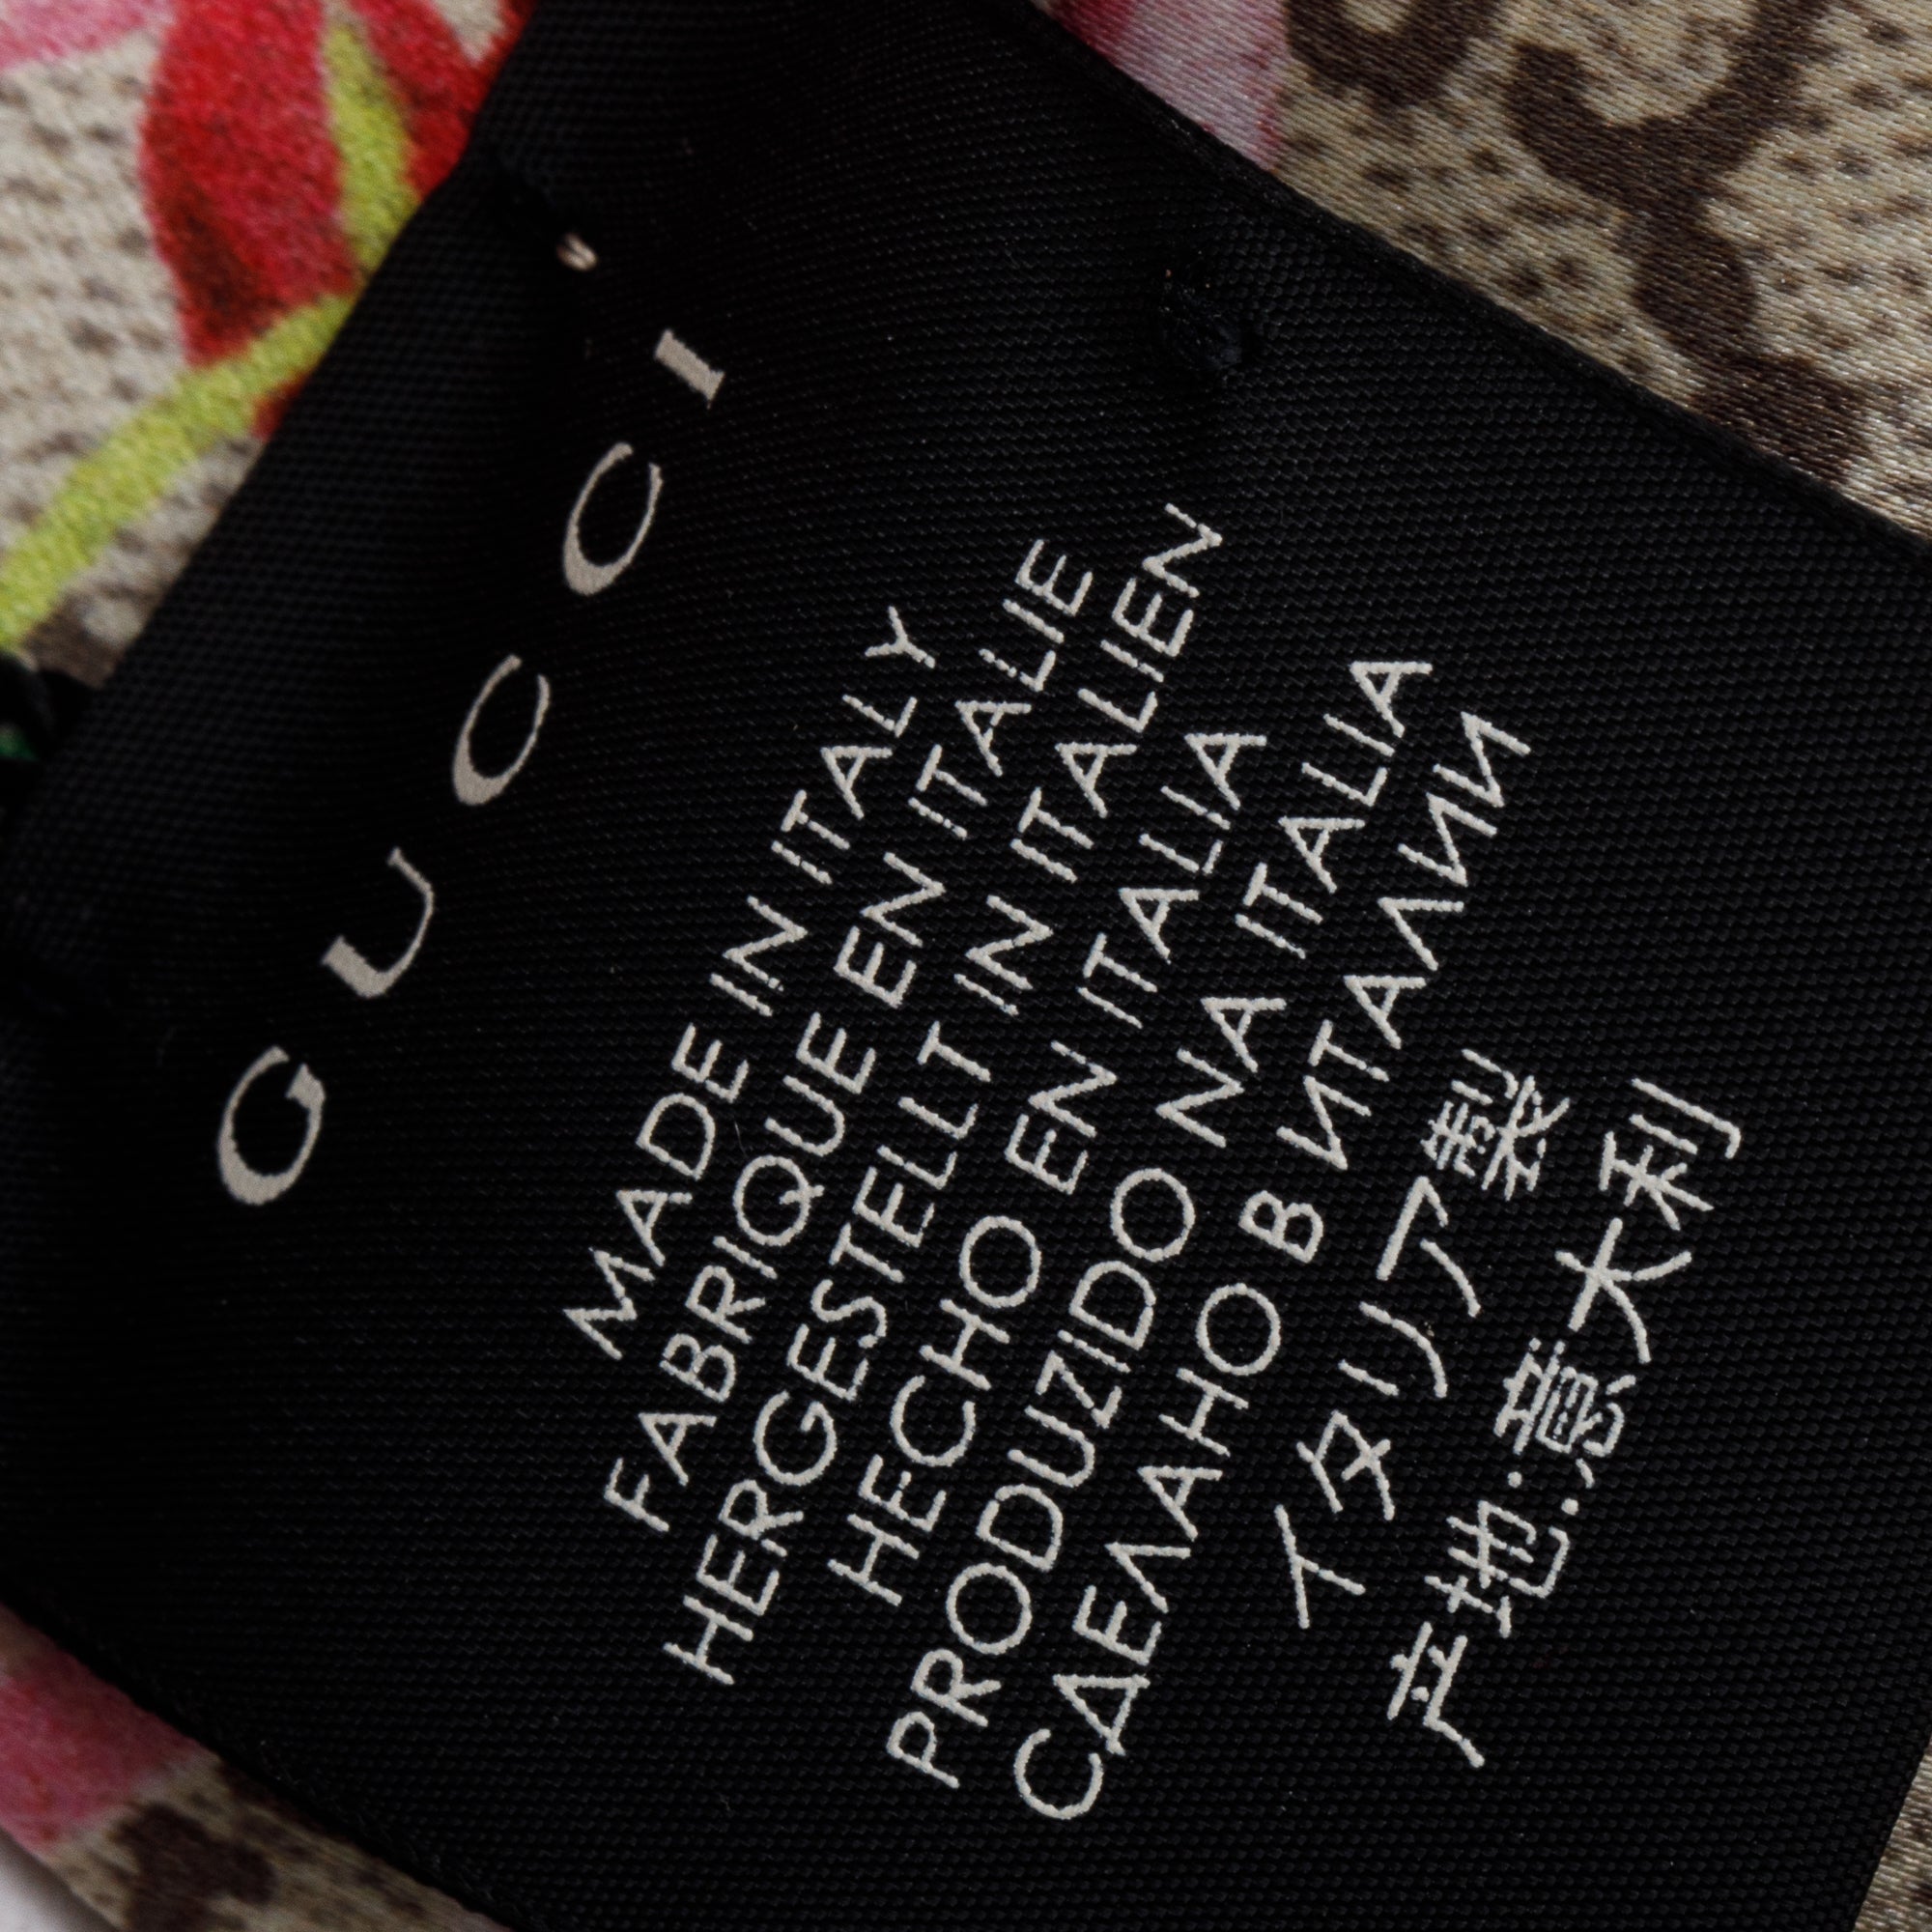 GUCCI
MADE IN ITALY
FABRIQUE EN ITALIE
HERGESTELLT IN ITALIEN
HECHO EN ITALIA
PRODUZIDO NA ITALIA
СДЕЛАНО В ИТАЛИИ
イタリア製
产地:意大利